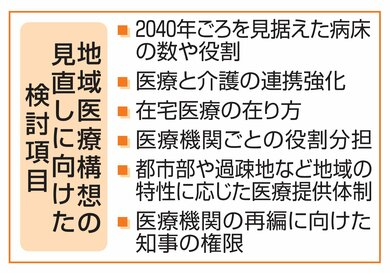 地域医療構想の
見直しに向けた
検討項目
■2040年ごろを見据えた病床
の数や役割
■医療と介護の連携強化
■在宅医療の在り方
■医療機関ごとの役割分担
■都市部や過疎地など地域の
特性に応じた医療提供体制
■医療機関の再編に向けた
知事の権限